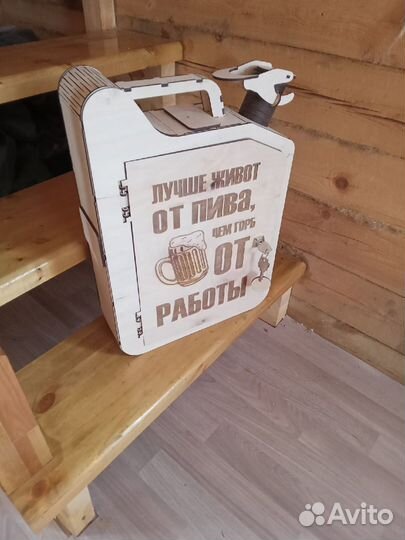 ЛУЧШЕ ЖИВОТ
ОТ ПИВА,
ЧЕМ ГОРБ
ОТ
РАБОТЫ
Avito